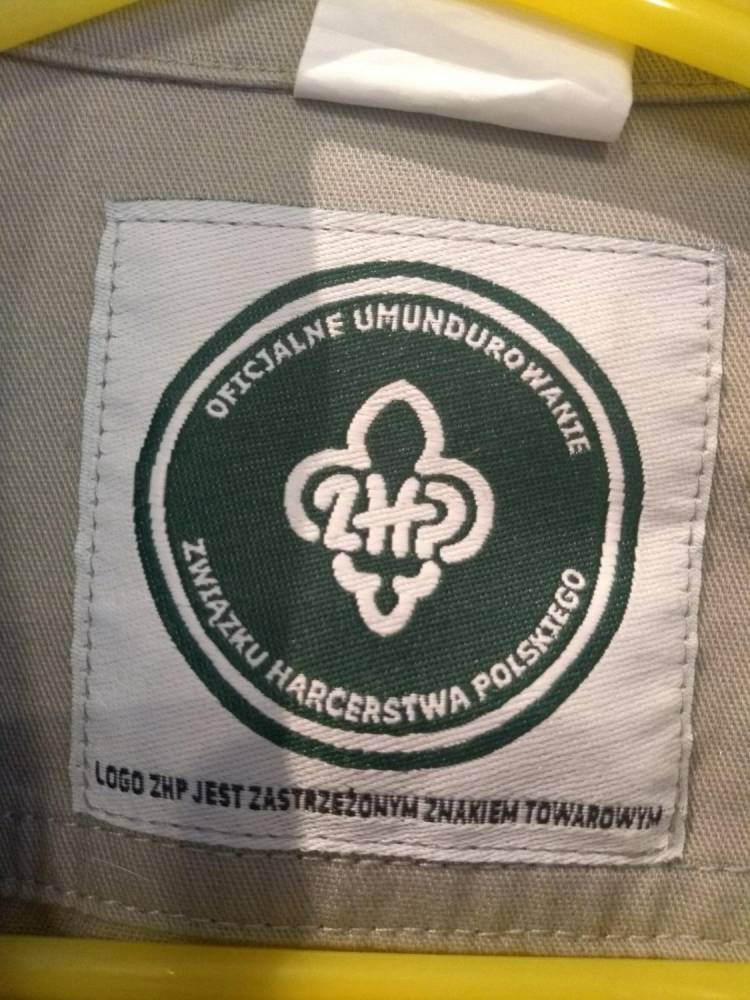 OFICJALNE UMUNDUROWANIE
ZHP
ZWIĄZKU HARCERSTWA POLSKIEGO
LOGO ZHP JEST ZASTRZEŻONYM ZNAKIEM TOWAROWYM